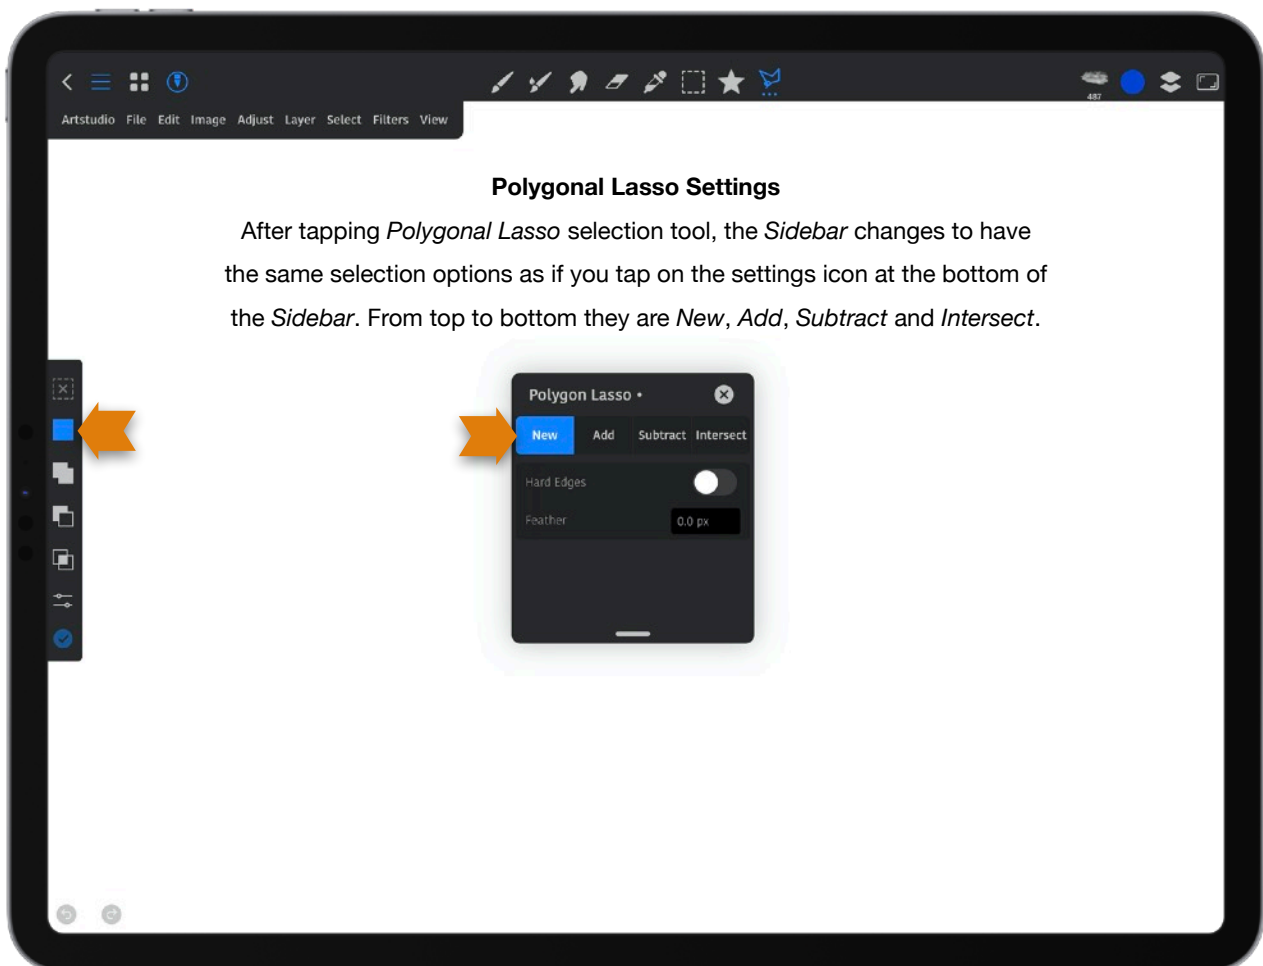 487
Artstudio File Edit Image Adjust Layer Select Filters View
Polygonal Lasso Settings
After tapping Polygonal Lasso selection tool, the Sidebar changes to have
the same selection options as if you tap on the settings icon at the bottom of
the Sidebar. From top to bottom they are New, Add, Subtract and Intersect.
Polygon Lasso •
New Add Subtract Intersect
Hard Edges
Feather 0.0 px